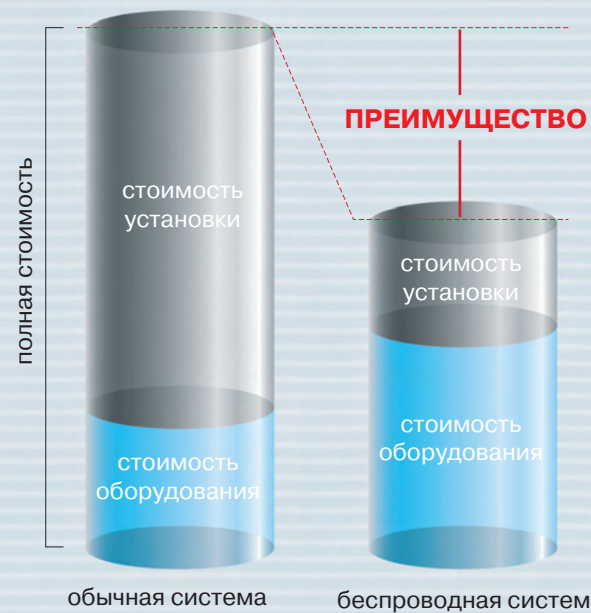 ПРЕИМУЩЕСТВО
полная стоимость
стоимость
установки
стоимость
установки
стоимость
оборудования
стоимость
оборудования
обычная система
беспроводная систем